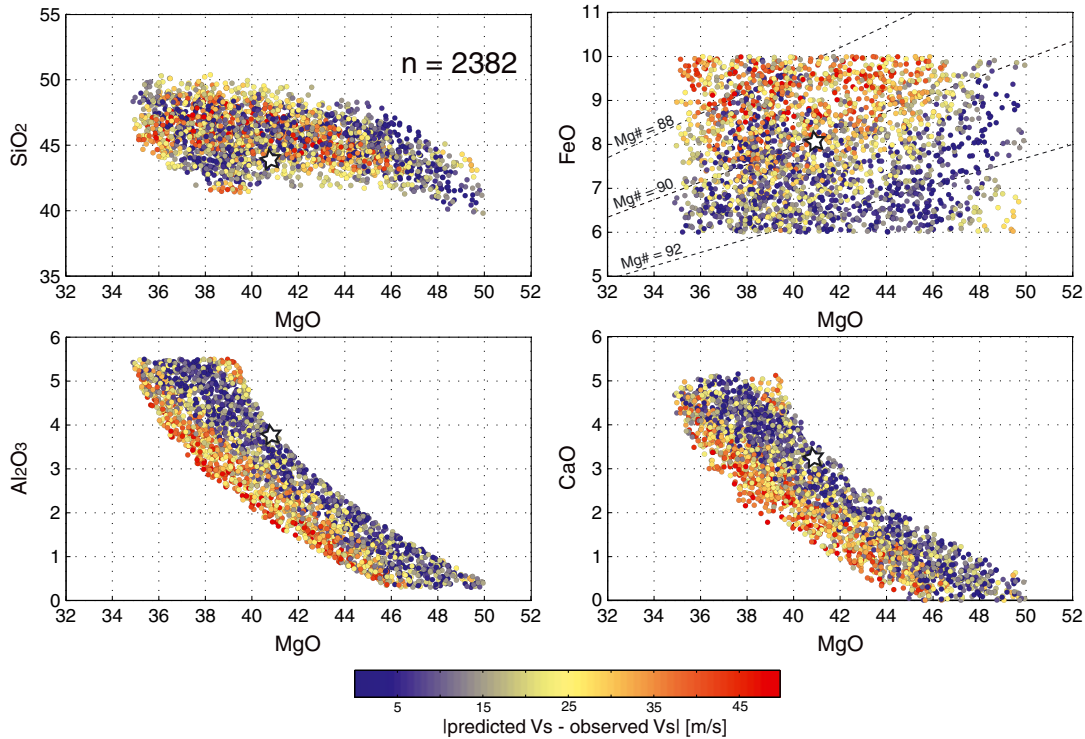 55
50
45
40
35
SiO2
n = 2382
32 34 36 38 40 42 44 46 48 50 52
MgO
11
10
9
8
7
6
5
FeO
Mg# = 88
Mg# = 90
Mg# = 92
32 34 36 38 40 42 44 46 48 50 52
MgO
6
5
4
3
2
1
0
Al2O3
32 34 36 38 40 42 44 46 48 50 52
MgO
6
5
4
3
2
1
0
CaO
32 34 36 38 40 42 44 46 48 50 52
MgO
5 15 25 35 45
|predicted Vs - observed Vs| [m/s]